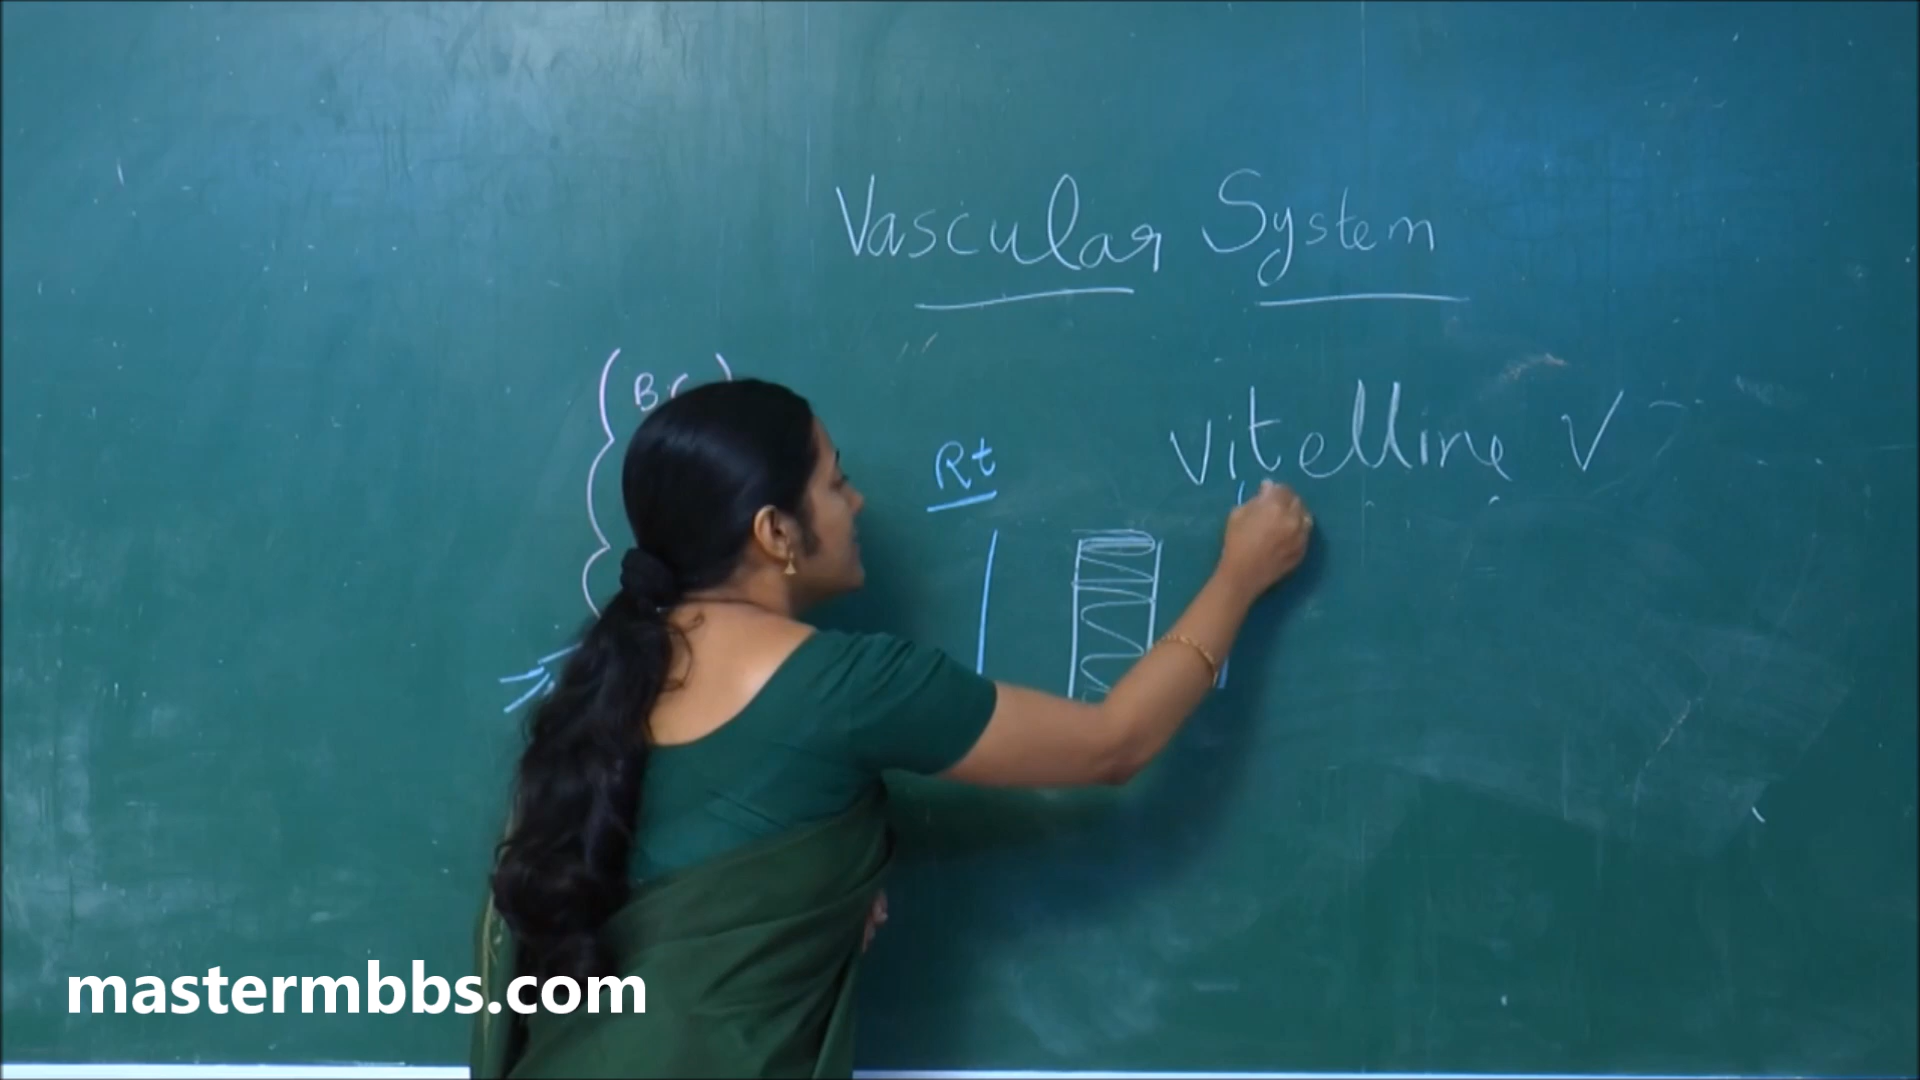 Vascular System
Vitelline V
Rt
mastermbbs.com